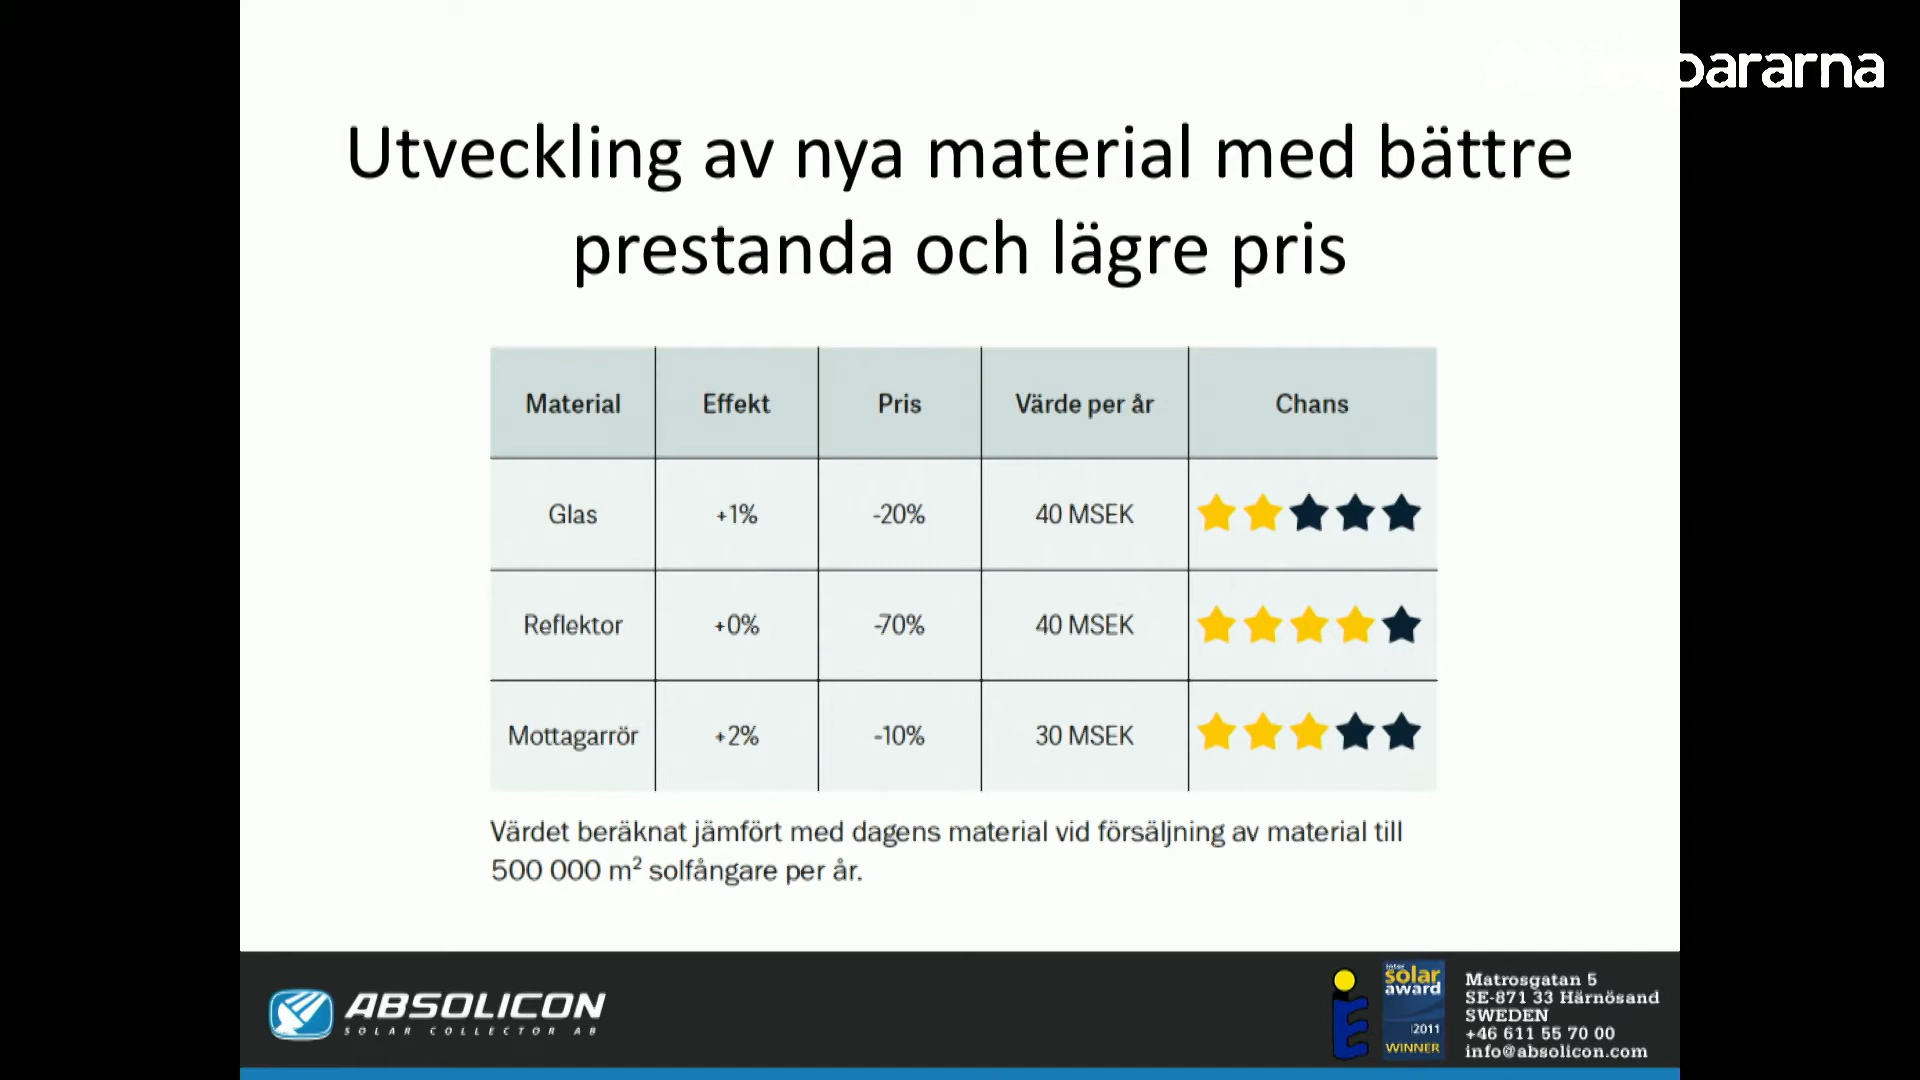 pararna
Utveckling av nya material med bättre
prestanda och lägre pris
Material Effekt Pris Värde per år Chans
Glas +1% -20% 40 MSEK
Reflektor +0% -70% 40 MSEK
Mottagarrör +2% -10% 30 MSEK
Värdet beräknat jämfört med dagens material vid försäljning av material till
500 000 m² solfångare per år.
ABSOLICON
SOLAR COLLECTOR AB
inter
solar
award
2011
WINNER
Matrosgatan 5
SE-871 33 Härnösand
SWEDEN
+46 611 55 70 00
info@absolicon.com